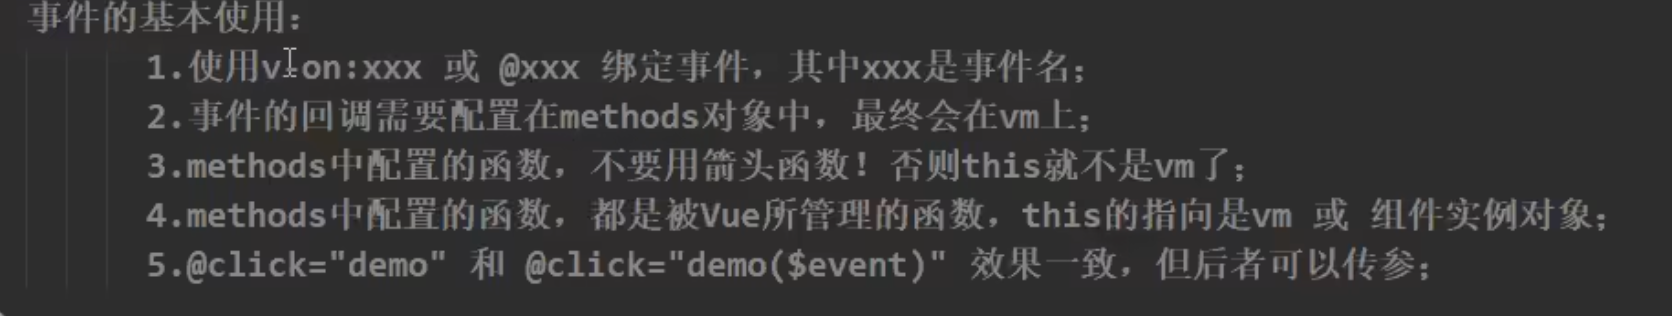 事件的基本使用：
1.使用v-on:xxx 或 @xxx 绑定事件，其中xxx是事件名；
2.事件的回调需要配置在methods对象中，最终会在vm上；
3.methods中配置的函数，不要用箭头函数！否则this就不是vm了；
4.methods中配置的函数，都是被Vue所管理的函数，this的指向是vm 或 组件实例对象；
5.@click="demo" 和 @click="demo($event)" 效果一致，但后者可以传参；